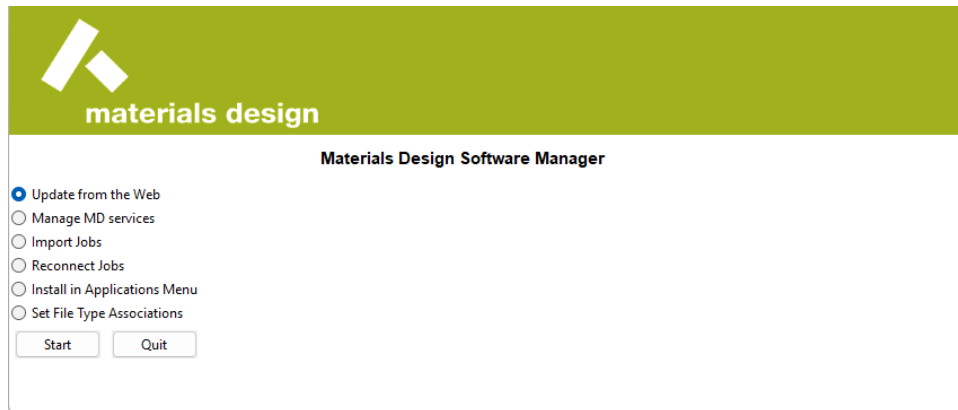 materials design
Materials Design Software Manager
Update from the Web
Manage MD services
Import Jobs
Reconnect Jobs
Install in Applications Menu
Set File Type Associations
Start Quit